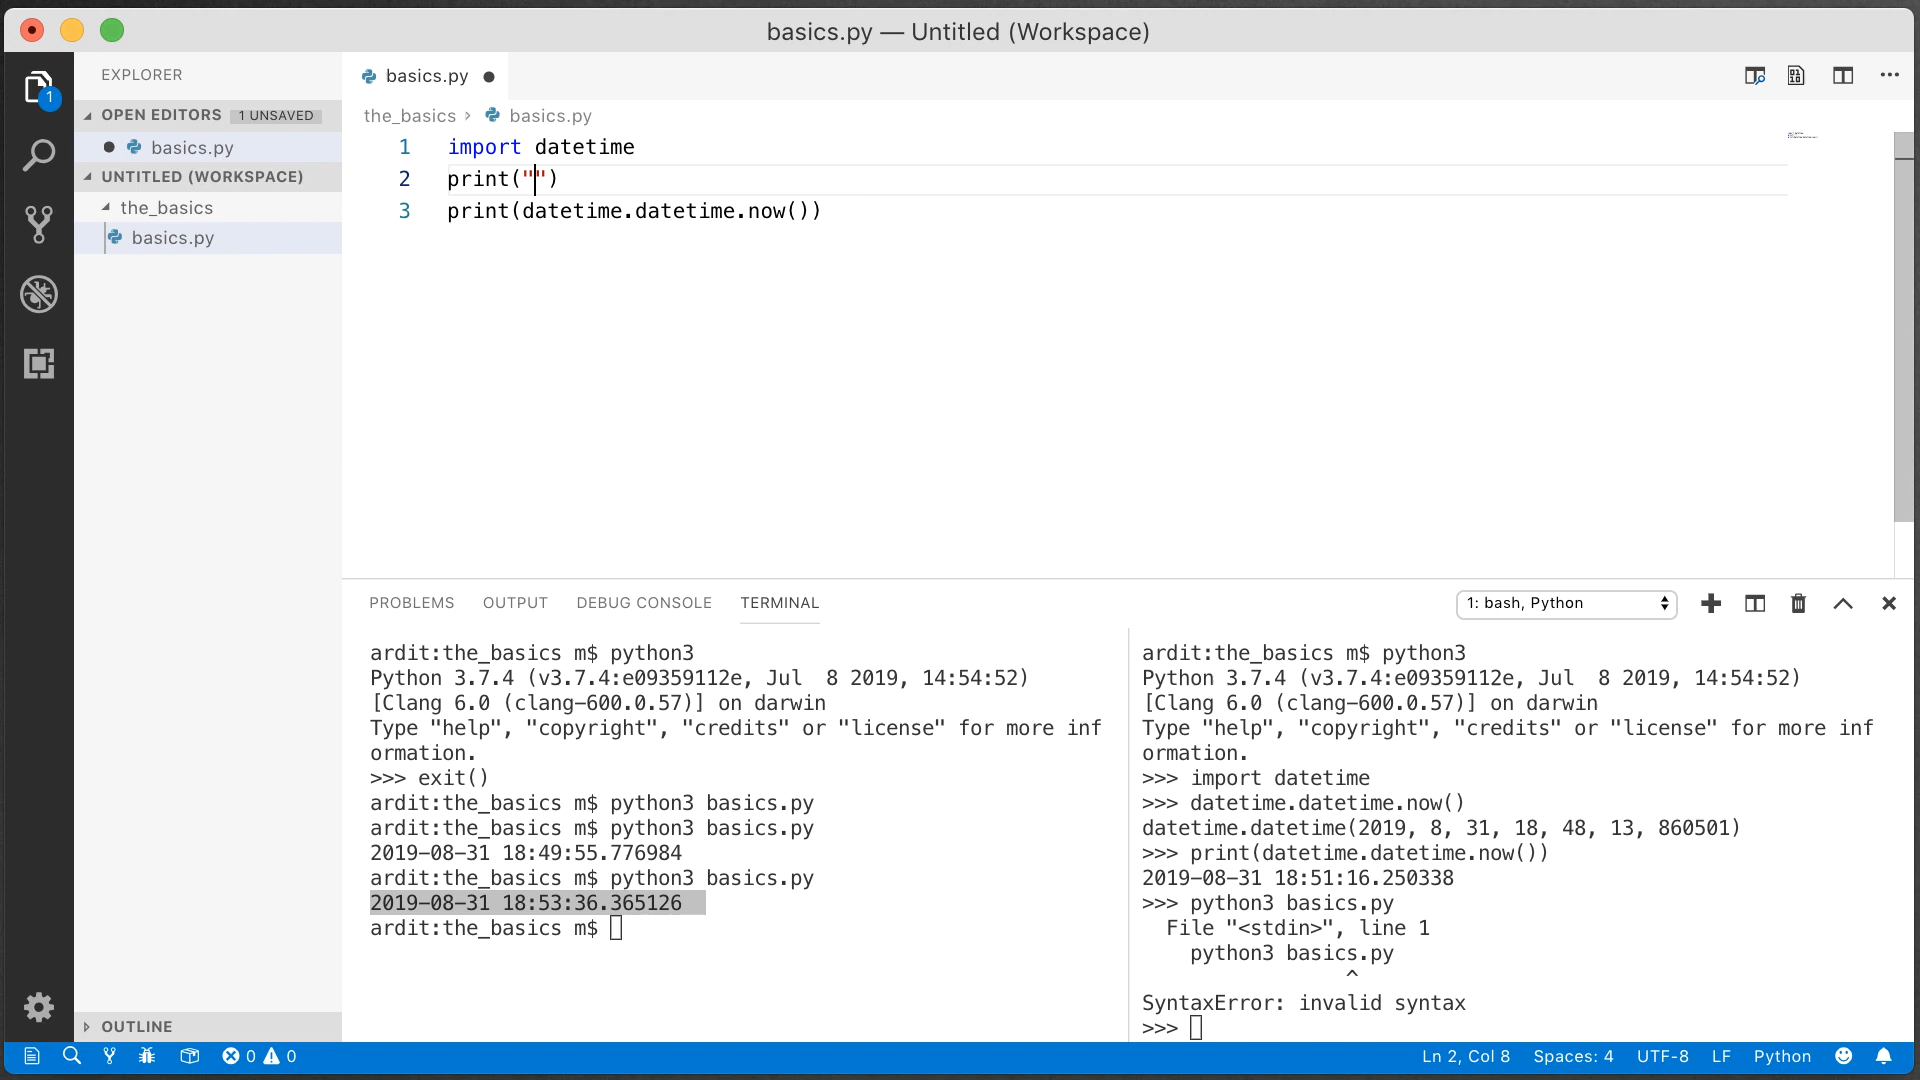 basics.py — Untitled (Workspace)
EXPLORER
1
OPEN EDITORS 1 UNSAVED
basics.py
UNTITLED (WORKSPACE)
the_basics
basics.py
OUTLINE
basics.py
the_basics › basics.py
1 import datetime
2 print("")
3 print(datetime.datetime.now())
PROBLEMS OUTPUT DEBUG CONSOLE TERMINAL
1: bash, Python
ardit:the_basics m$ python3
Python 3.7.4 (v3.7.4:e09359112e, Jul  8 2019, 14:54:52)
[Clang 6.0 (clang-600.0.57)] on darwin
Type "help", "copyright", "credits" or "license" for more inf
ormation.
>>> exit()
ardit:the_basics m$ python3 basics.py
ardit:the_basics m$ python3 basics.py
2019-08-31 18:49:55.776984
ardit:the_basics m$ python3 basics.py
2019-08-31 18:53:36.365126
ardit:the_basics m$
ardit:the_basics m$ python3
Python 3.7.4 (v3.7.4:e09359112e, Jul  8 2019, 14:54:52)
[Clang 6.0 (clang-600.0.57)] on darwin
Type "help", "copyright", "credits" or "license" for more inf
ormation.
>>> import datetime
>>> datetime.datetime.now()
datetime.datetime(2019, 8, 31, 18, 48, 13, 860501)
>>> print(datetime.datetime.now())
2019-08-31 18:51:16.250338
>>> python3 basics.py
  File "<stdin>", line 1
    python3 basics.py
                 ^
SyntaxError: invalid syntax
>>>
0 0
Ln 2, Col 8 Spaces: 4 UTF-8 LF Python